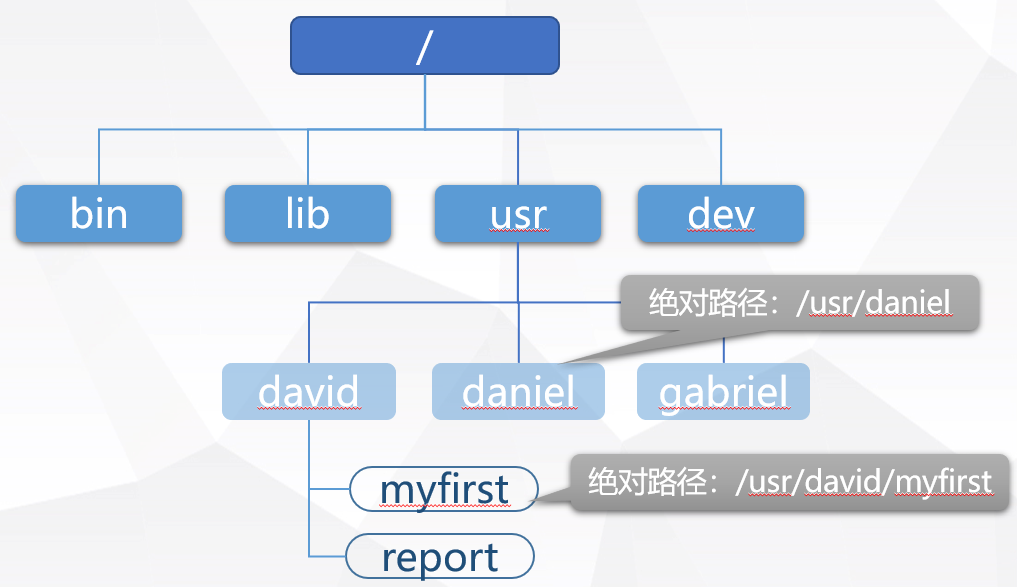 /
bin
lib
usr
dev
绝对路径：/usr/daniel
david
daniel
gabriel
myfirst
绝对路径：/usr/david/myfirst
report